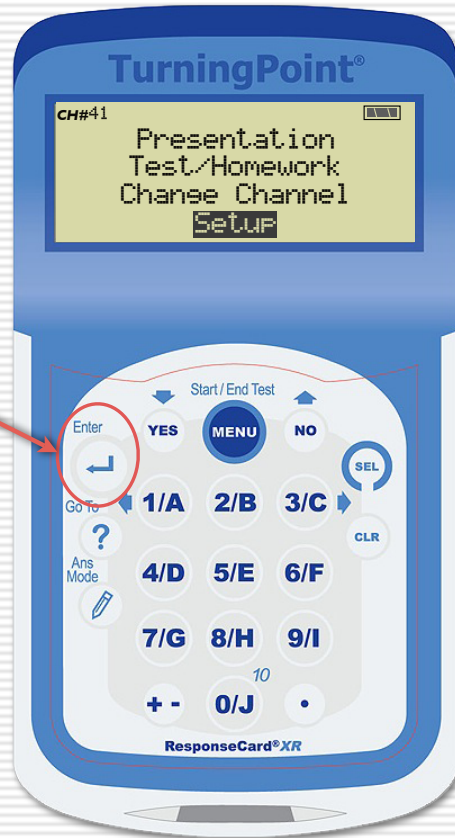 TurningPoint®
CH#41
Presentation
Test/Homework
Change Channel
Setup
Start / End Test
Enter
YES
MENU
NO
SEL
Go To
1/A
2/B
3/C
?
CLR
Ans
Mode
4/D
5/E
6/F
7/G
8/H
9/I
10
+ -
0/J
•
ResponseCard®XR